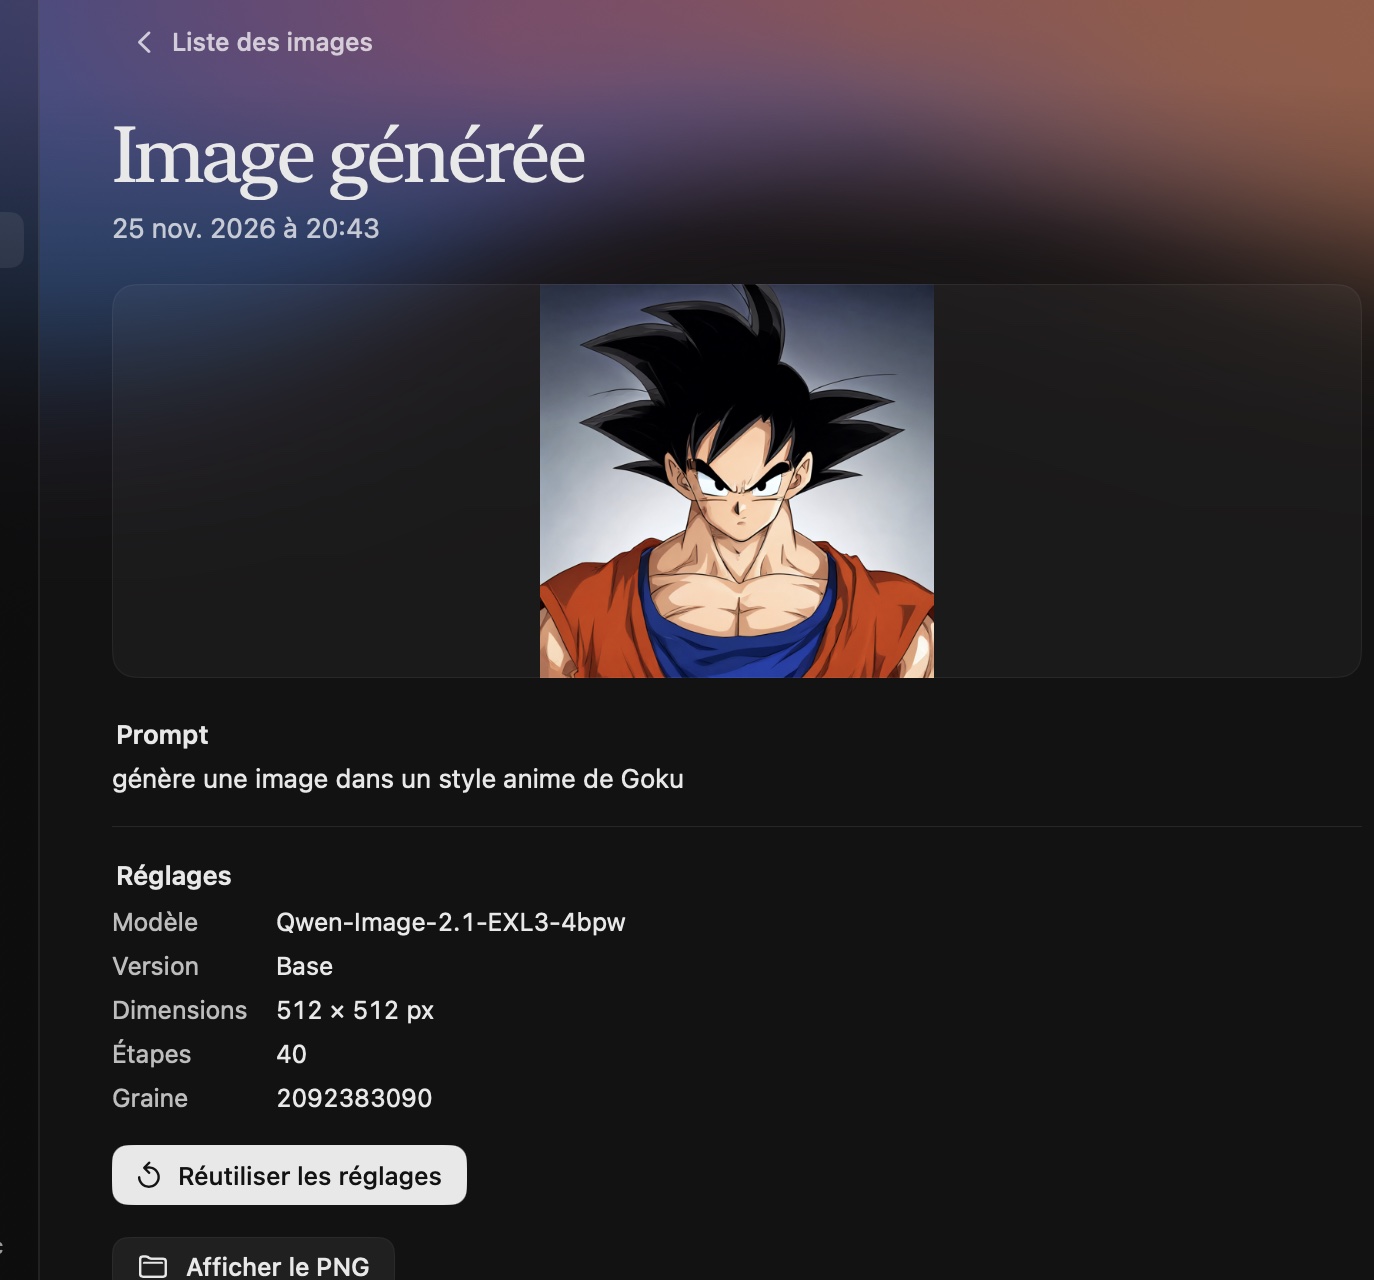 Liste des images
Image générée
25 nov. 2026 à 20:43
Prompt
génère une image dans un style anime de Goku
Réglages
Modèle Qwen-Image-2.1-EXL3-4bpw
Version Base
Dimensions 512 × 512 px
Étapes 40
Graine 2092383090
Réutiliser les réglages
Afficher le PNG